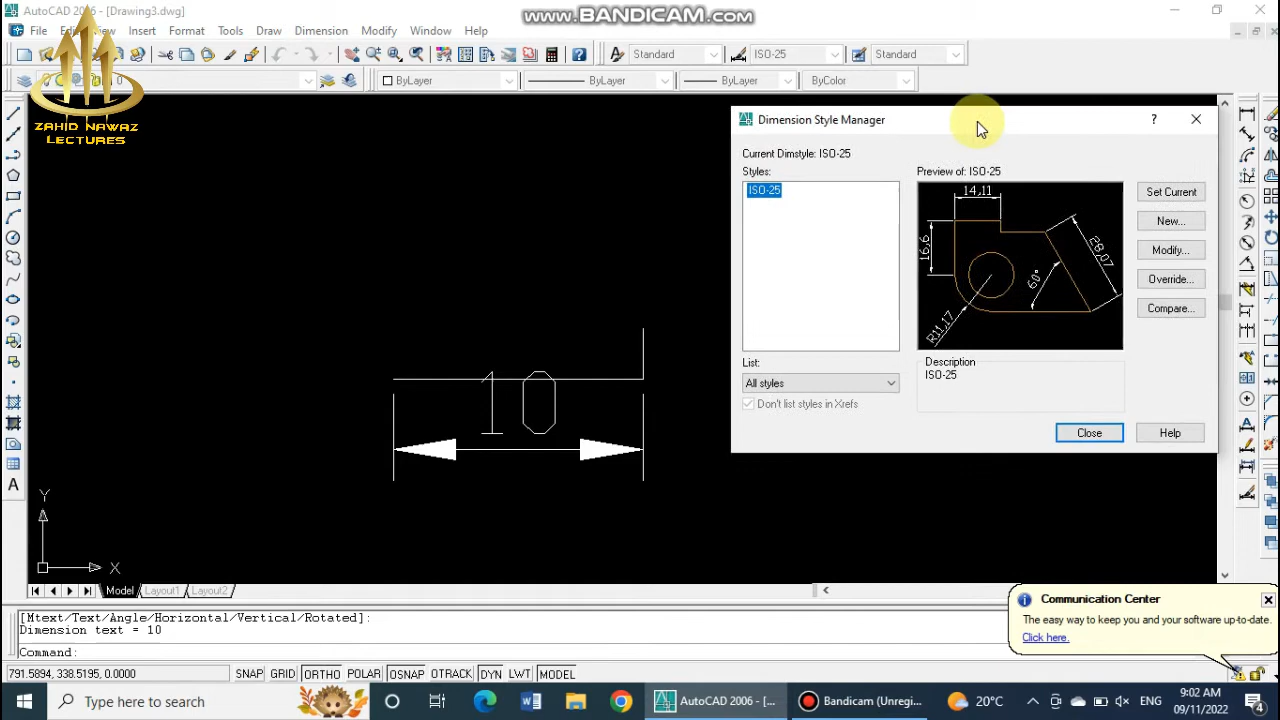 AutoCAD 2006 - [Drawing3.dwg]
www.BANDICAM.com
File Edit View Insert Format Tools Draw Dimension Modify Window Help
Standard ISO-25 Standard
0 ByLayer ByLayer ByLayer ByColor
ZAHID NAWAZ
LECTURES
Dimension Style Manager ?
Current Dimstyle: ISO-25
Styles: Preview of: ISO-25
ISO-25
14,11
16,6
28,07
60°
R11,17
Set Current
New...
Modify...
Override...
Compare...
List:
All styles
Don't list styles in Xrefs
Description
ISO-25
Close Help
10
Y
X
A
Model Layout1 Layout2
[Mtext/Text/Angle/Horizontal/Vertical/Rotated]:
Dimension text = 10
Command:
Communication Center
The easy way to keep you and your software up-to-date.
Click here.
791.5894, 338.5195, 0.0000 SNAP GRID ORTHO POLAR OSNAP OTRACK DYN LWT MODEL
Type here to search
AutoCAD 2006 - [...
Bandicam (Unregi...
20°C
ENG
9:02 AM
09/11/2022
4